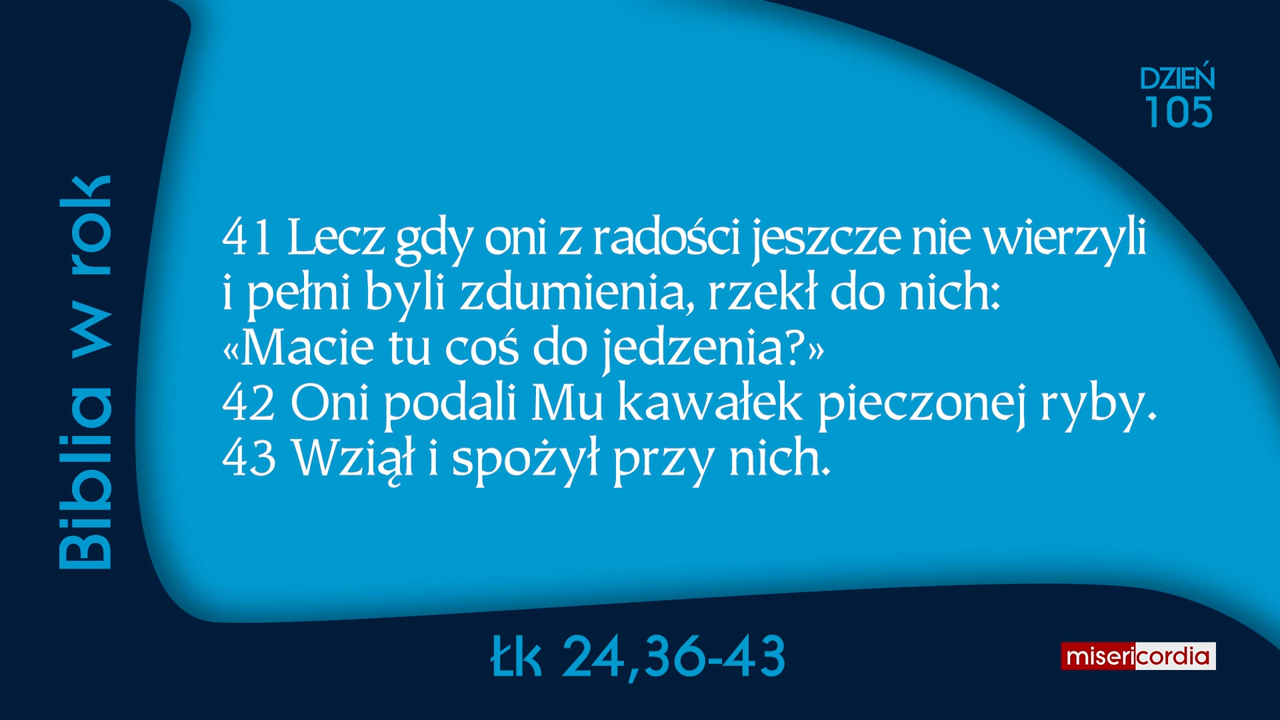 DZIEŃ
105
Biblia w rok
41 Lecz gdy oni z radości jeszcze nie wierzyli
i pełni byli zdumienia, rzekł do nich:
«Macie tu coś do jedzenia?»
42 Oni podali Mu kawałek pieczonej ryby.
43 Wziął i spożył przy nich.
Łk 24,36-43
misericordia